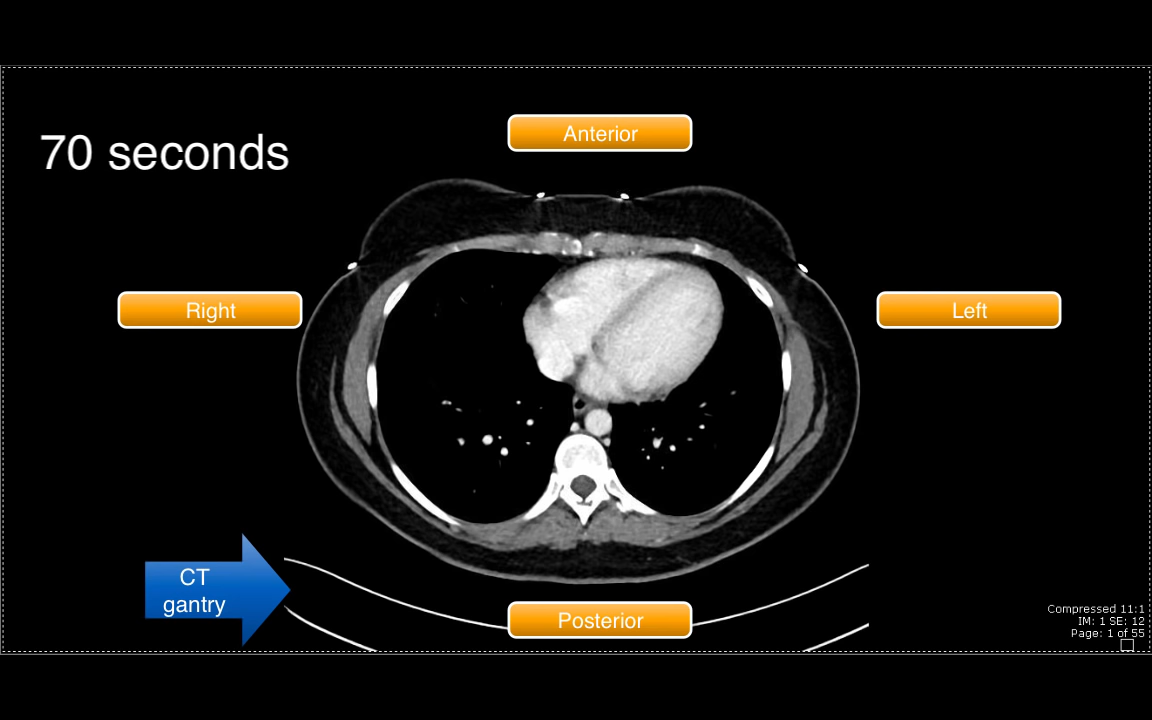 70 seconds
Anterior
Right
Left
CT
gantry
Posterior
Compressed 11:1
IM: 1 SE: 12
Page: 1 of 55